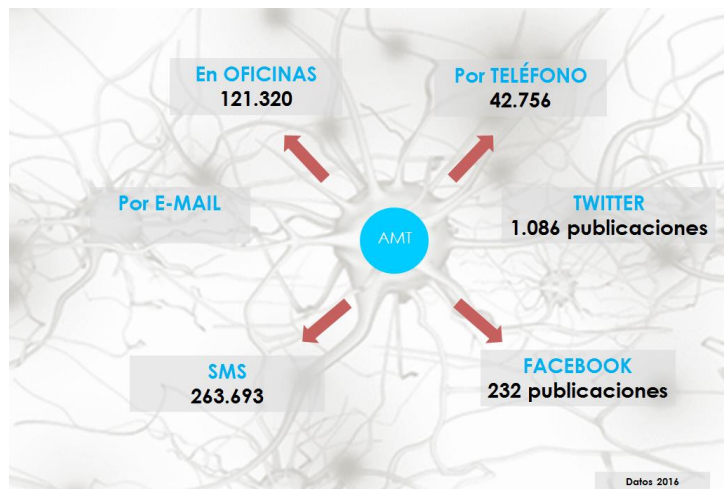 En OFICINAS
121.320
Por TELÉFONO
42.756
Por E-MAIL
TWITTER
1.086 publicaciones
AMT
SMS
263.693
FACEBOOK
232 publicaciones
Datos 2016